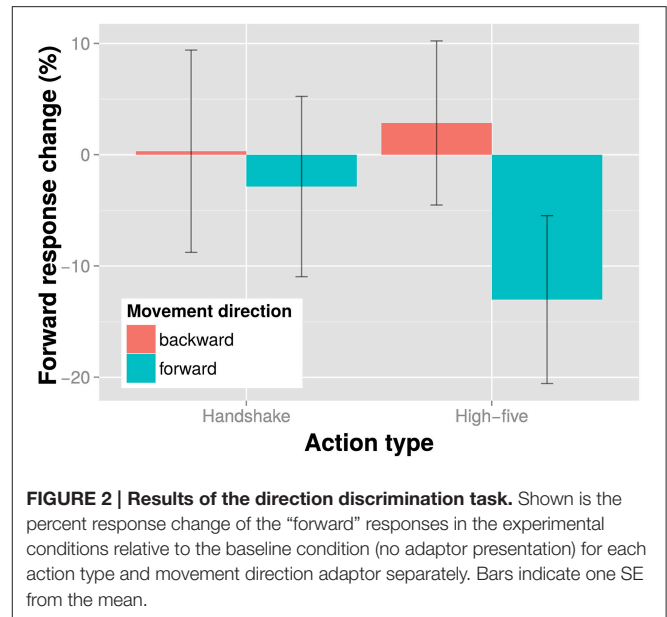 Forward response change (%)
10
0
−10
−20
Movement direction
backward
forward
Handshake High−five
Action type
FIGURE 2 | Results of the direction discrimination task. Shown is the
percent response change of the “forward” responses in the experimental
conditions relative to the baseline condition (no adaptor presentation) for each
action type and movement direction adaptor separately. Bars indicate one SE
from the mean.